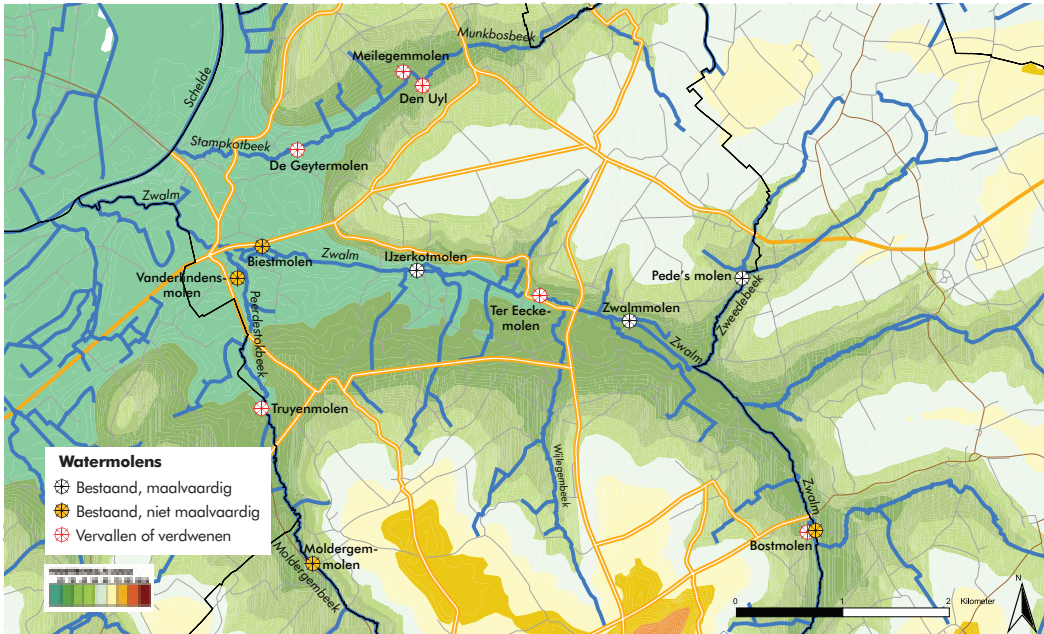 Munkbosbeek
Meilegemmolen
Den Uyl
Schelde
Stampkotbeek
De Geytermolen
Zwalm
Biestmolen
Zwalm
IJzerkotmolen
Vanderlindens-
molen
Peerdestokbeek
Ter Eecke-
molen
Zwalmmolen
Pede's molen
Zweedebeek
Zwalm
Truyenmolen
Wijlegembeek
Zwalm
Bostmolen
Moldergem-
molen
Moldergembeek
Watermolens
Bestaand, maalvaardig
Bestaand, niet maalvaardig
Vervallen of verdwenen
N
0 1 2 Kilometer